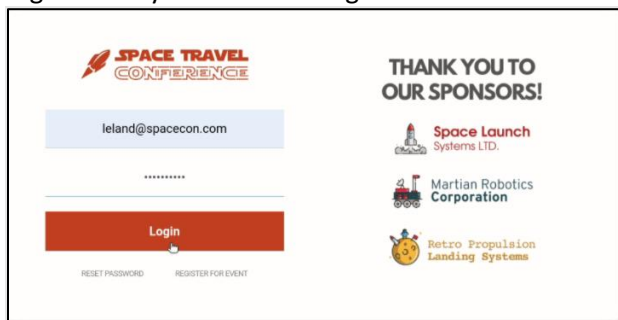 SPACE TRAVEL
CONFERENCE
leland@spacecon.com
••••••••••
Login
RESET PASSWORD REGISTER FOR EVENT
THANK YOU TO
OUR SPONSORS!
Space Launch
Systems LTD.
Martian Robotics
Corporation
Retro Propulsion
Landing Systems